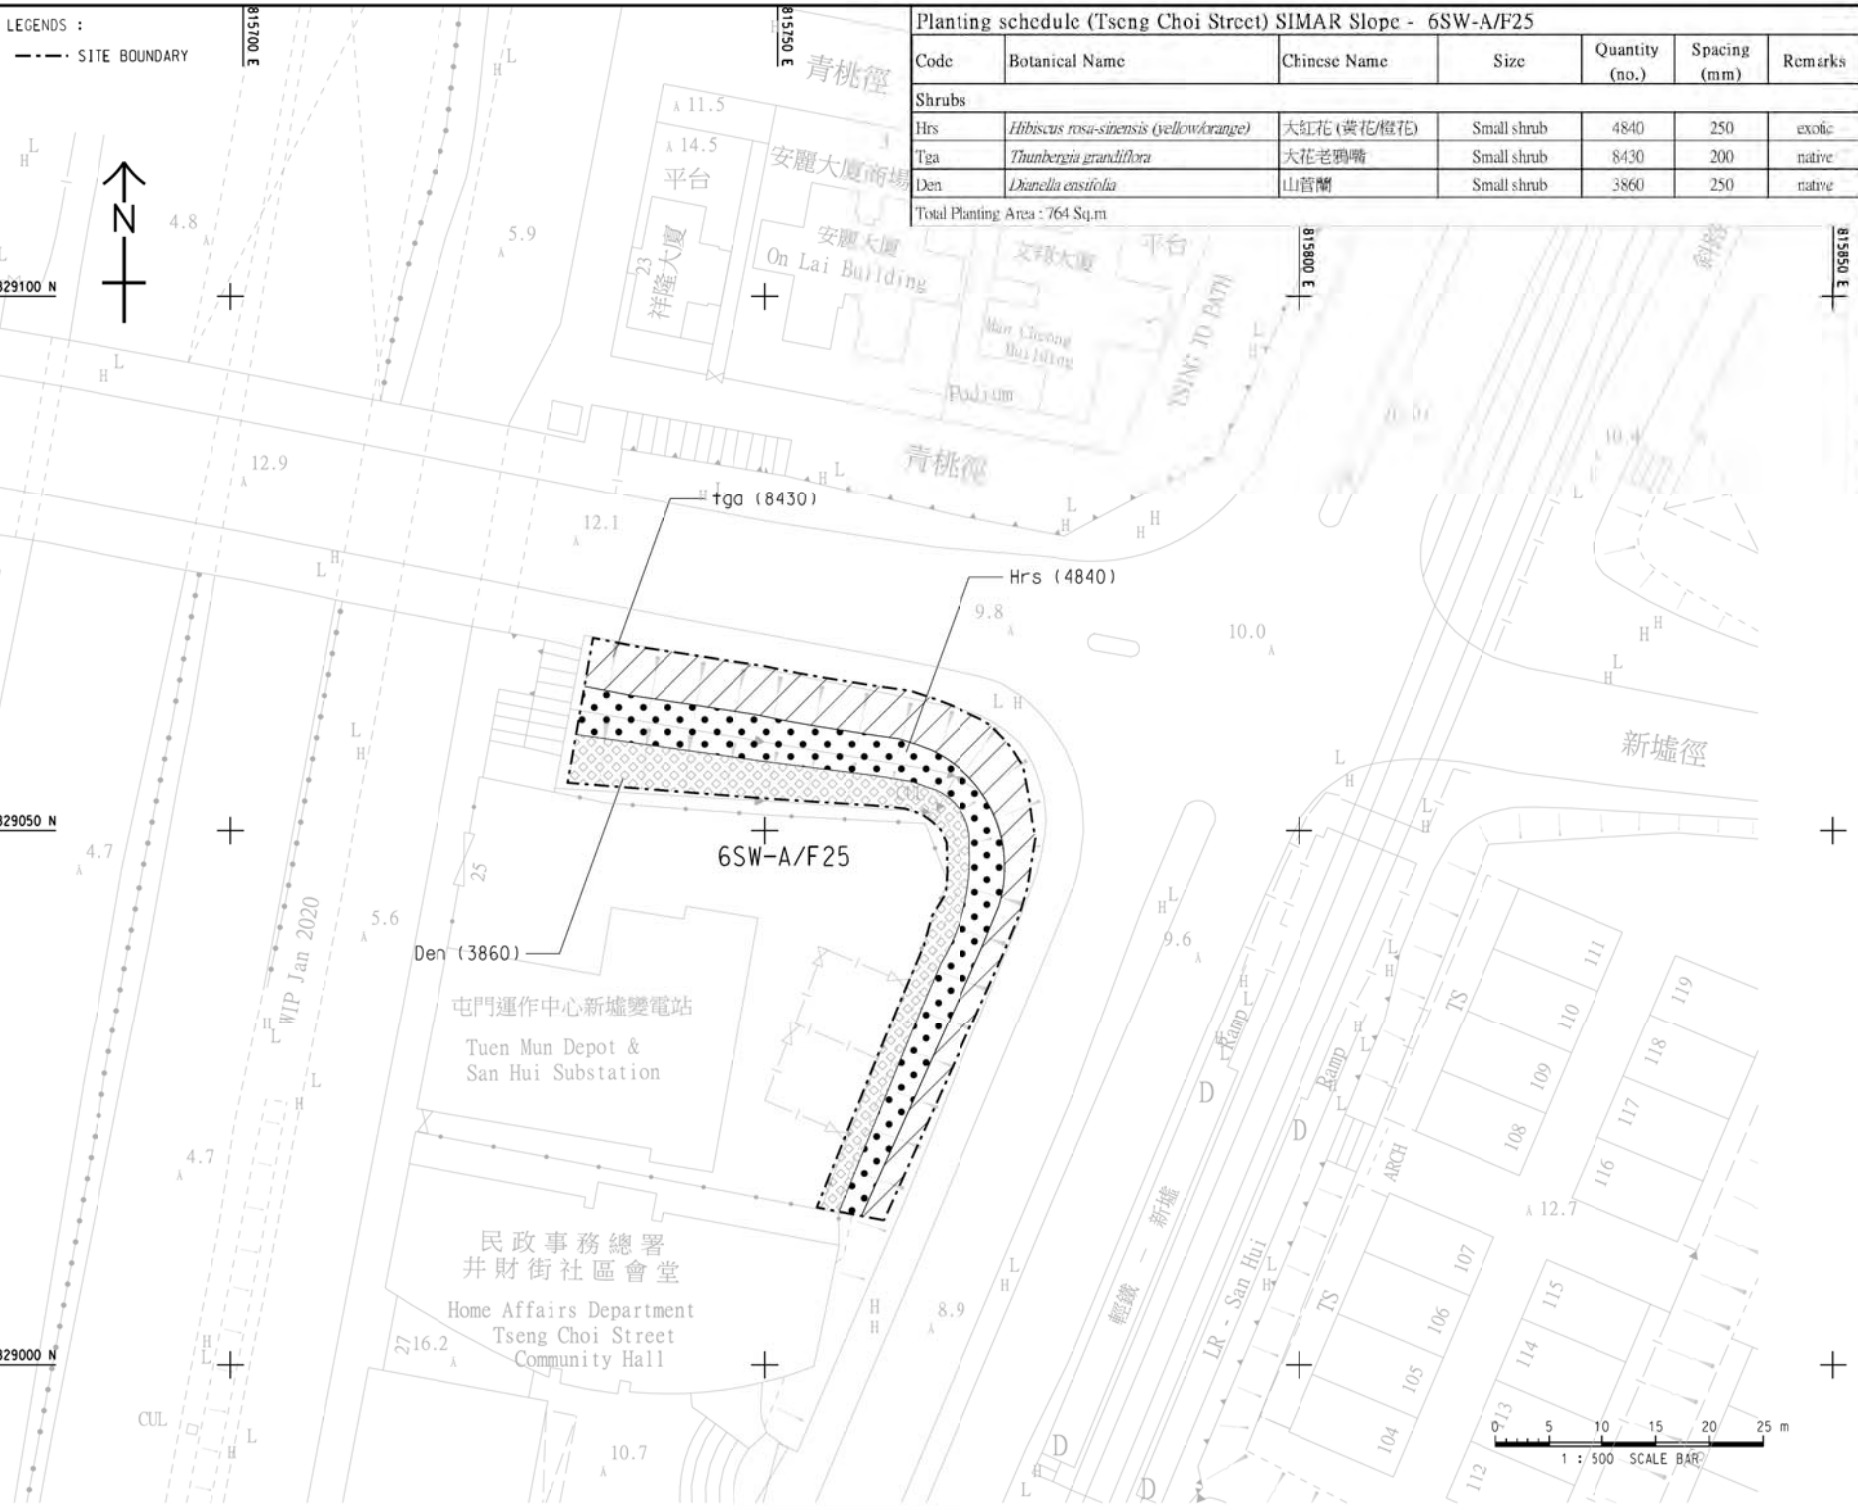 LEGENDS :
SITE BOUNDARY
815700 E
815750 E
Planting schedule (Tseng Choi Street) SIMAR Slope - 6SW-A/F25
Code Botanical Name Chinese Name Size Quantity (no.) Spacing (mm) Remarks
Shrubs
Hrs Hibiscus rosa-sinensis (yellow/orange) 大紅花 (黃花/橙花) Small shrub 4840 250 exotic
Tga Thunbergia grandiflora 大花老鴉嘴 Small shrub 8430 200 native
Den Dianella ensifolia 山菅蘭 Small shrub 3860 250 native
Total Planting Area : 764 Sq.m
815800 E
815850 E
N
青桃徑
11.5
14.5
平台
安麗大廈商場
4.8
5.9
23
祥隆大廈
安麗大廈
On Lai Building
平台
Man Cheong
Building
Podium
TSING TO PATH
29100 N
12.9
青桃徑
10.4
tga (8430)
12.1
Hrs (4840)
9.8
10.0
新墟徑
29050 N
4.7
6SW-A/F25
CUL
25
WIP Jan 2020
5.6
Den (3860)
9.6
屯門運作中心新墟變電站
Tuen Mun Depot &
San Hui Substation
Ramp
Ramp
TS
111
110
109
108
119
118
117
116
D
D
ARCH
4.7
12.7
民政事務總署
井財街社區會堂
Home Affairs Department
Tseng Choi Street
Community Hall
27
16.2
8.9
輕鐵 - 新墟
LR - San Hui
TS
107
106
105
104
115
114
113
112
29000 N
CUL
10.7
D
D
0 5 10 15 20 25 m
1 : 500 SCALE BAR